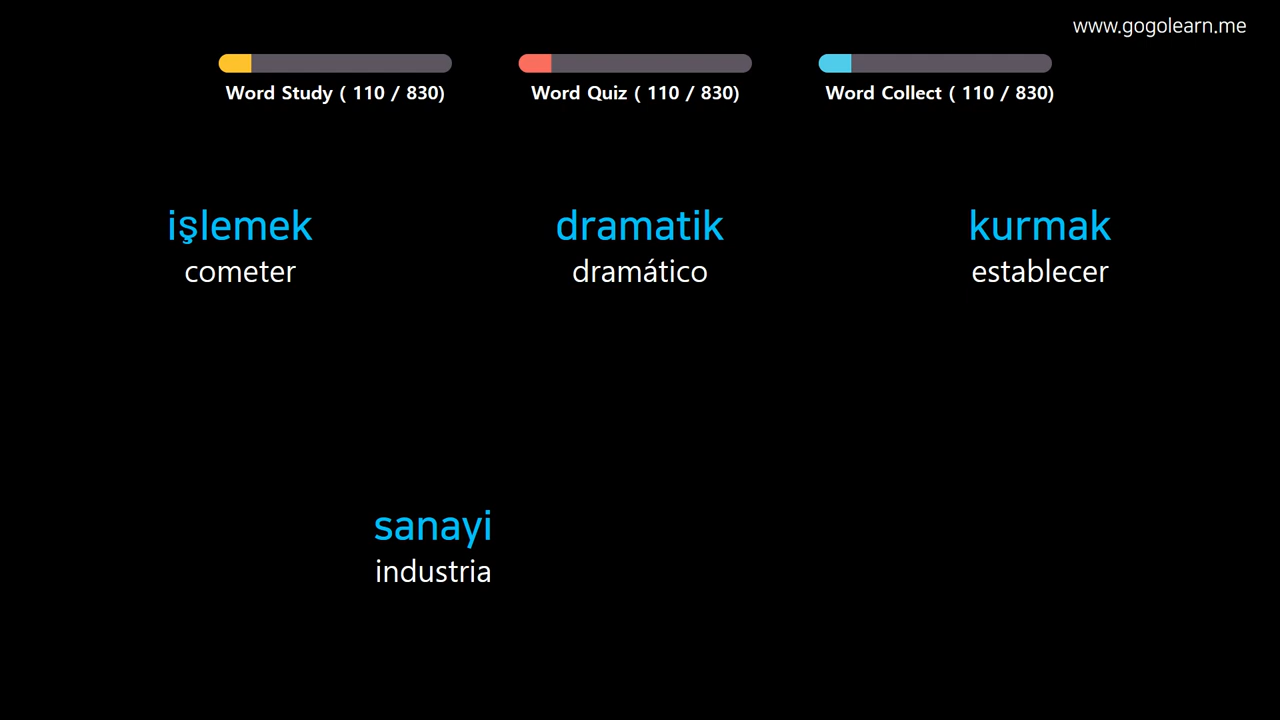 www.gogolearn.me
Word Study ( 110 / 830)
Word Quiz ( 110 / 830)
Word Collect ( 110 / 830)
işlemek
cometer
dramatik
dramático
kurmak
establecer
sanayi
industria